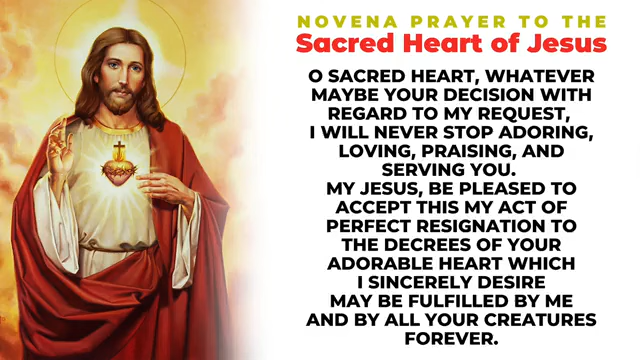 NOVENA PRAYER TO THE
Sacred Heart of Jesus
O SACRED HEART, WHATEVER
MAYBE YOUR DECISION WITH
REGARD TO MY REQUEST,
I WILL NEVER STOP ADORING,
LOVING, PRAISING, AND
SERVING YOU.
MY JESUS, BE PLEASED TO
ACCEPT THIS MY ACT OF
PERFECT RESIGNATION TO
THE DECREES OF YOUR
ADORABLE HEART WHICH
I SINCERELY DESIRE
MAY BE FULFILLED BY ME
AND BY ALL YOUR CREATURES
FOREVER.